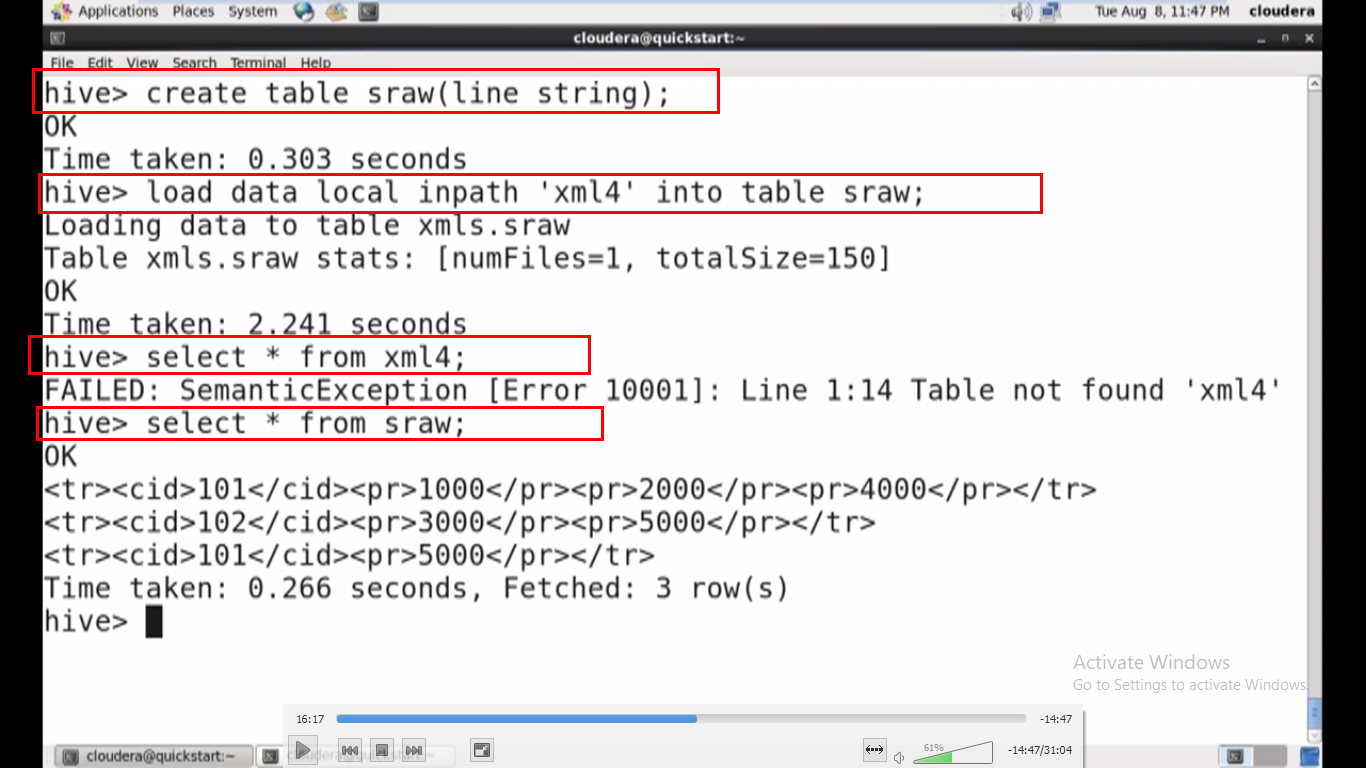 Applications Places System Tue Aug 8, 11:47 PM cloudera
cloudera@quickstart:~
File Edit View Search Terminal Help
hive> create table sraw(line string);
OK
Time taken: 0.303 seconds
hive> load data local inpath 'xml4' into table sraw;
Loading data to table xmls.sraw
Table xmls.sraw stats: [numFiles=1, totalSize=150]
OK
Time taken: 2.241 seconds
hive> select * from xml4;
FAILED: SemanticException [Error 10001]: Line 1:14 Table not found 'xml4'
hive> select * from sraw;
OK
<tr><cid>101</cid><pr>1000</pr><pr>2000</pr><pr>4000</pr></tr>
<tr><cid>102</cid><pr>3000</pr><pr>5000</pr></tr>
<tr><cid>101</cid><pr>5000</pr></tr>
Time taken: 0.266 seconds, Fetched: 3 row(s)
hive>
Activate Windows
Go to Settings to activate Windows.
16:17 -14:47
61% -14:47/31:04
cloudera@quickstart:~ cloudera@quickstart:~